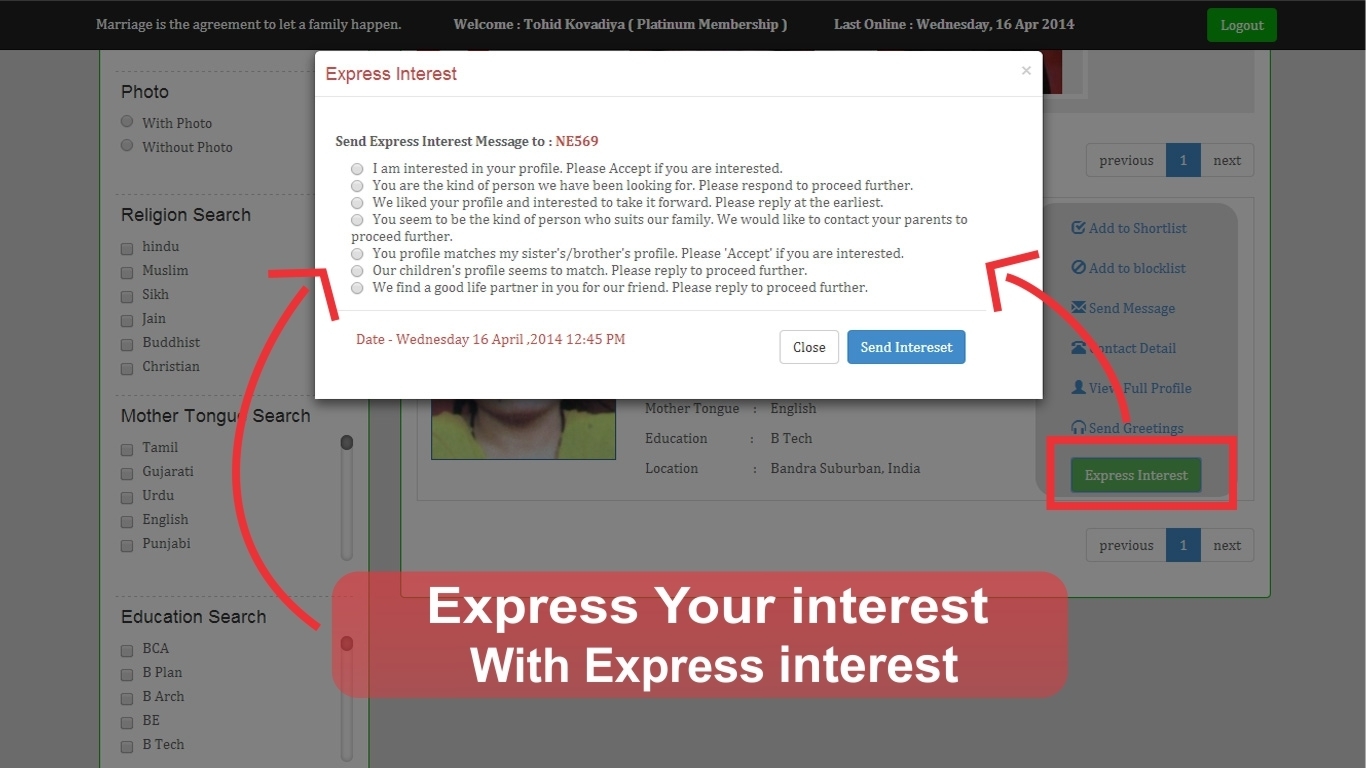 Marriage is the agreement to let a family happen.
Welcome : Tohid Kovadiya ( Platinum Membership )
Last Online : Wednesday, 16 Apr 2014
Logout
Express Interest
×
Send Express Interest Message to : NE569
I am interested in your profile. Please Accept if you are interested.
You are the kind of person we have been looking for. Please respond to proceed further.
We liked your profile and interested to take it forward. Please reply at the earliest.
You seem to be the kind of person who suits our family. We would like to contact your parents to
proceed further.
You profile matches my sister's/brother's profile. Please 'Accept' if you are interested.
Our children's profile seems to match. Please reply to proceed further.
We find a good life partner in you for our friend. Please reply to proceed further.
Date - Wednesday 16 April ,2014 12:45 PM
Close
Send Intereset
Photo
With Photo
Without Photo
Religion Search
hindu
Muslim
Sikh
Jain
Buddhist
Christian
Mother Tongue Search
Tamil
Gujarati
Urdu
English
Punjabi
Education Search
BCA
B Plan
B Arch
BE
B Tech
previous 1 next
Add to Shortlist
Add to blocklist
Send Message
Contact Detail
View Full Profile
Send Greetings
Express Interest
Mother Tongue : English
Education : B Tech
Location : Bandra Suburban, India
previous 1 next
Express Your interest
With Express interest